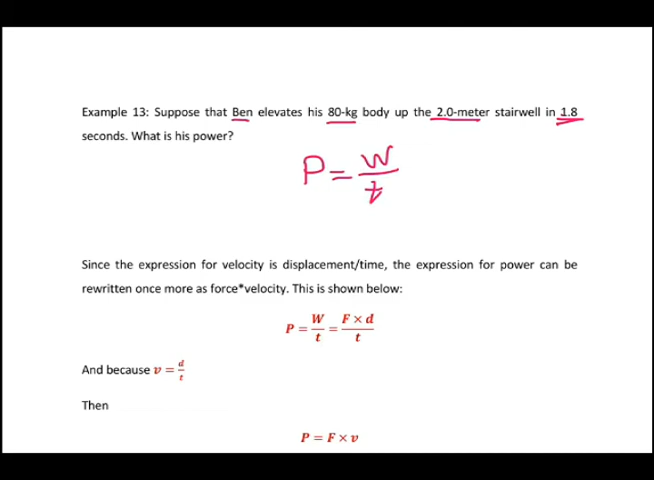 Example 13: Suppose that Ben elevates his 80-kg body up the 2.0-meter stairwell in 1.8
seconds. What is his power?
P = W/t
Since the expression for velocity is displacement/time, the expression for power can be
rewritten once more as force*velocity. This is shown below:
P = W/t = F × d/t
And because v = d/t
Then
P = F × v